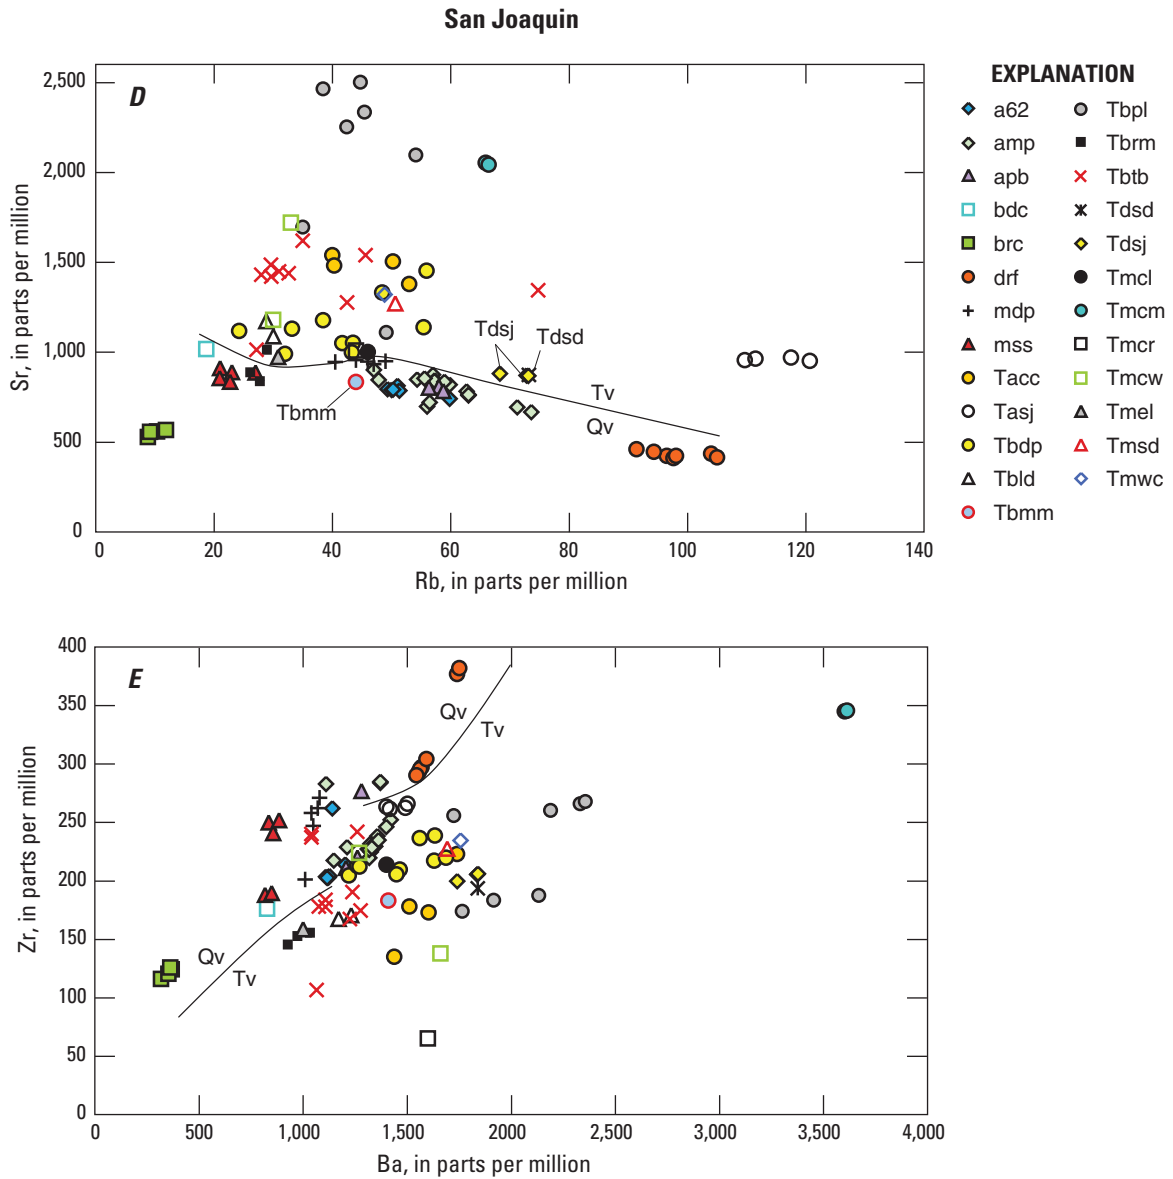 San Joaquin
D
Sr, in parts per million
2,500
2,000
1,500
1,000
500
0
0 20 40 60 80 100 120 140
Rb, in parts per million
Tdsj
Tdsd
Tbmm
Tv
Qv
EXPLANATION
a62 Tbpl
amp Tbrm
apb Tbtb
bdc Tdsd
brc Tdsj
drf Tmcl
mdp Tmcm
mss Tmcr
Tacc Tmcw
Tasj Tmel
Tbdp Tmsd
Tbld Tmwc
Tbmm
E
Zr, in parts per million
400
350
300
250
200
150
100
50
0
0 500 1,000 1,500 2,000 2,500 3,000 3,500 4,000
Ba, in parts per million
Qv
Tv
Qv
Tv